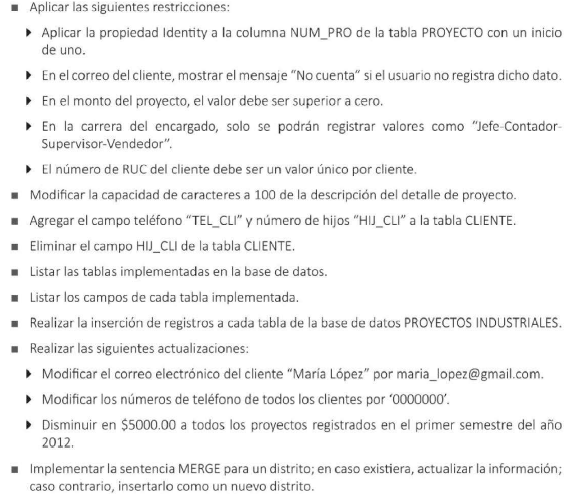 ■ Aplicar las siguientes restricciones:
▶ Aplicar la propiedad Identity a la columna NUM_PRO de la tabla PROYECTO con un inicio
de uno.
▶ En el correo del cliente, mostrar el mensaje "No cuenta" si el usuario no registra dicho dato.
▶ En el monto del proyecto, el valor debe ser superior a cero.
▶ En la carrera del encargado, solo se podrán registrar valores como "Jefe-Contador-
Supervisor-Vendedor".
▶ El número de RUC del cliente debe ser un valor único por cliente.
■ Modificar la capacidad de caracteres a 100 de la descripción del detalle de proyecto.
■ Agregar el campo teléfono "TEL_CLI" y número de hijos "HIJ_CLI" a la tabla CLIENTE.
■ Eliminar el campo HIJ_CLI de la tabla CLIENTE.
■ Listar las tablas implementadas en la base de datos.
■ Listar los campos de cada tabla implementada.
■ Realizar la inserción de registros a cada tabla de la base de datos PROYECTOS INDUSTRIALES.
■ Realizar las siguientes actualizaciones:
▶ Modificar el correo electrónico del cliente "María López" por maria_lopez@gmail.com.
▶ Modificar los números de teléfono de todos los clientes por '0000000'.
▶ Disminuir en $5000.00 a todos los proyectos registrados en el primer semestre del año
2012.
■ Implementar la sentencia MERGE para un distrito; en caso existiera, actualizar la información;
caso contrario, insertarlo como un nuevo distrito.